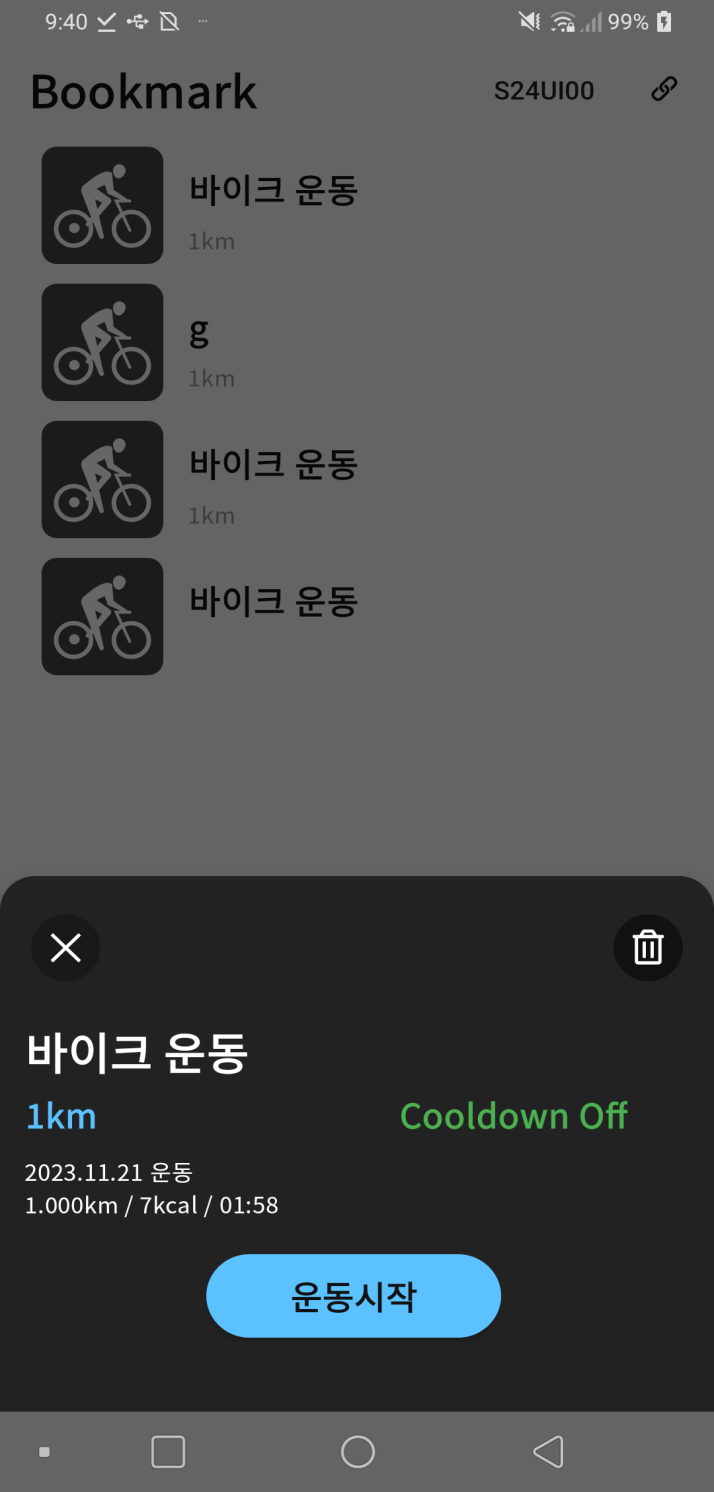 9:40 99%
Bookmark S24UI00
바이크 운동
1km
g
1km
바이크 운동
1km
바이크 운동
바이크 운동
1km Cooldown Off
2023.11.21 운동
1.000km / 7kcal / 01:58
운동시작